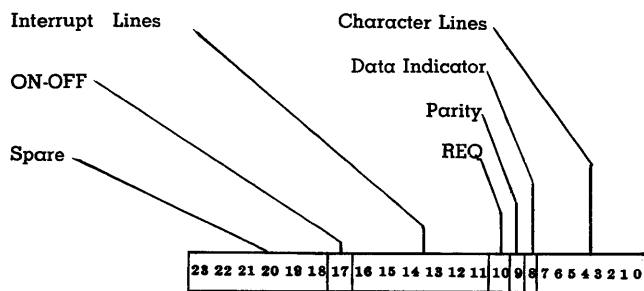 Interrupt Lines
Character Lines
Data Indicator
ON-OFF
Parity
REQ
Spare
23 22 21 20 19 18 17 16 15 14 13 12 11 10 9 8 7 6 5 4 3 2 1 0